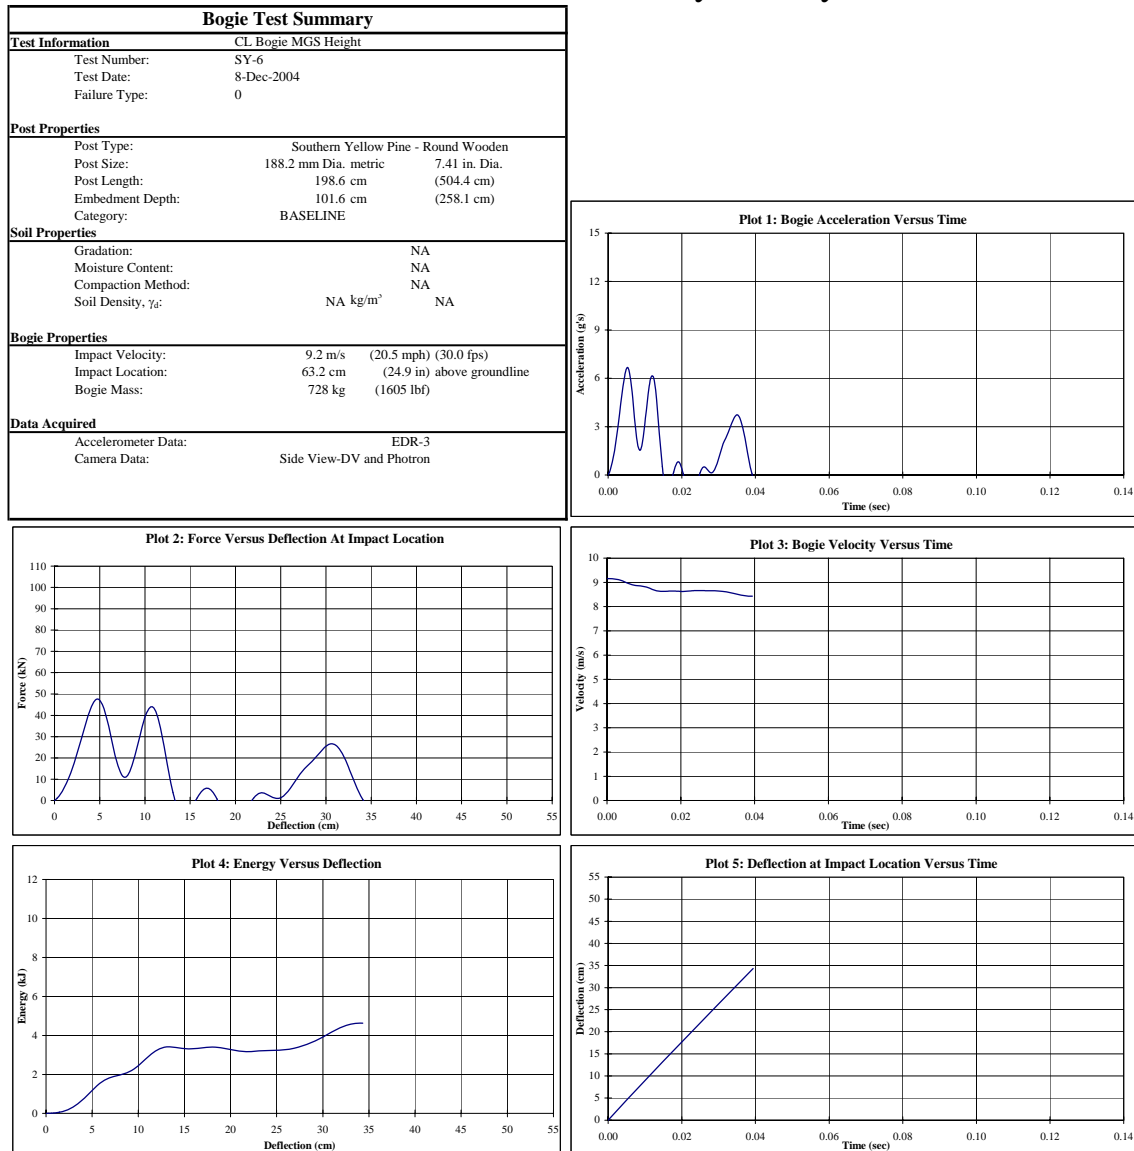 Bogie Test Summary
Test Information CL Bogie MGS Height
Test Number: SY-6
Test Date: 8-Dec-2004
Failure Type: 0
Post Properties
Post Type: Southern Yellow Pine - Round Wooden
Post Size: 188.2 mm Dia. metric 7.41 in. Dia.
Post Length: 198.6 cm (504.4 cm)
Embedment Depth: 101.6 cm (258.1 cm)
Category: BASELINE
Soil Properties
Gradation: NA
Moisture Content: NA
Compaction Method: NA
Soil Density, γd: NA kg/m³ NA
Bogie Properties
Impact Velocity: 9.2 m/s (20.5 mph) (30.0 fps)
Impact Location: 63.2 cm (24.9 in) above groundline
Bogie Mass: 728 kg (1605 lbf)
Data Acquired
Accelerometer Data: EDR-3
Camera Data: Side View-DV and Photron
Plot 1: Bogie Acceleration Versus Time
Acceleration (g's)
15
12
9
6
3
0
0.00 0.02 0.04 0.06 0.08 0.10 0.12 0.14
Time (sec)
Plot 2: Force Versus Deflection At Impact Location
Force (kN)
110
100
90
80
70
60
50
40
30
20
10
0
0 5 10 15 20 25 30 35 40 45 50 55
Deflection (cm)
Plot 3: Bogie Velocity Versus Time
Velocity (m/s)
10
9
8
7
6
5
4
3
2
1
0
0.00 0.02 0.04 0.06 0.08 0.10 0.12 0.14
Time (sec)
Plot 4: Energy Versus Deflection
Energy (kJ)
12
10
8
6
4
2
0
0 5 10 15 20 25 30 35 40 45 50 55
Deflection (cm)
Plot 5: Deflection at Impact Location Versus Time
Deflection (cm)
55
50
45
40
35
30
25
20
15
10
5
0
0.00 0.02 0.04 0.06 0.08 0.10 0.12 0.14
Time (sec)